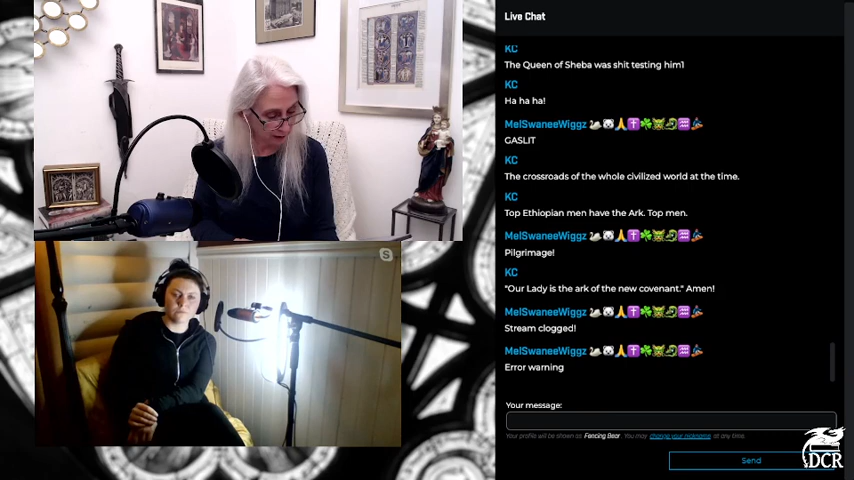 Live Chat
KC
The Queen of Sheba was shit testing him1
KC
Ha ha ha!
MelSwaneeWiggz
GASLIT
KC
The crossroads of the whole civilized world at the time.
KC
Top Ethiopian men have the Ark. Top men.
MelSwaneeWiggz
Pilgrimage!
KC
"Our Lady is the ark of the new covenant." Amen!
MelSwaneeWiggz
Stream clogged!
MelSwaneeWiggz
Error warning
Your message:
Your profile will be shown as Fencing Bear. You may change your nickname at any time.
Send
DCR